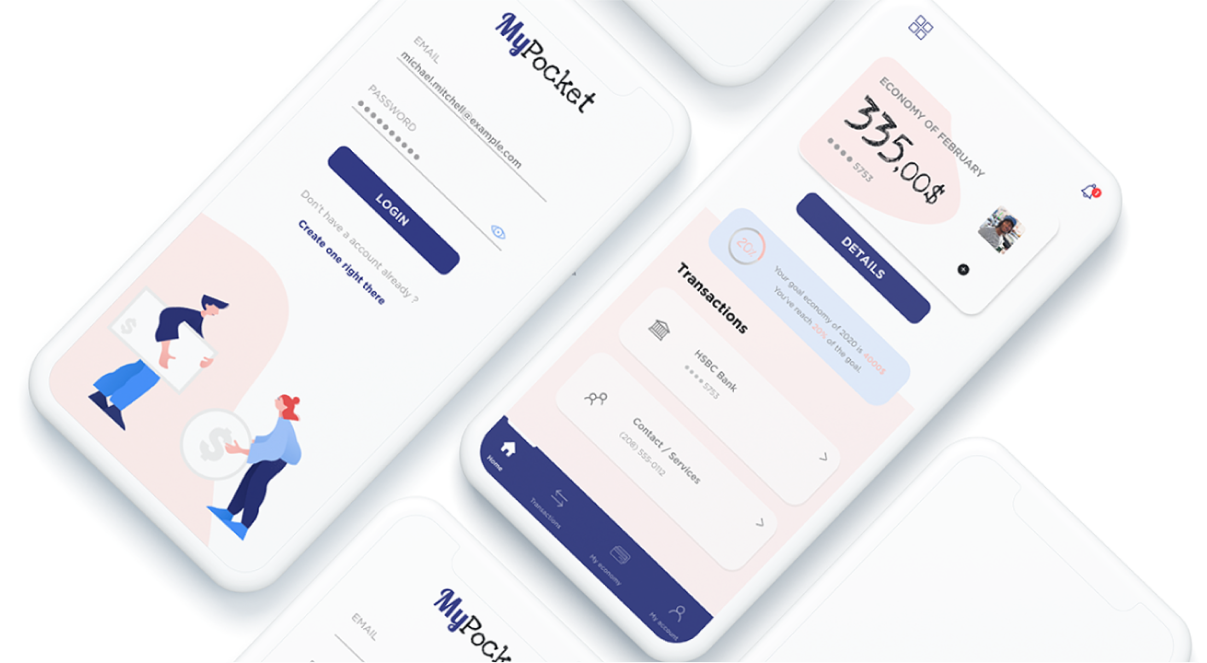 MyPocket
EMAIL
michael.mitchell@example.com
PASSWORD
LOGIN
Don't have a account already ?
Create one right there
$
$
ECONOMY OF FEBRUARY
335,00$
5753
DETAILS
20%
Your goal economy of 2020 is 4000$
You've reach 20% of the goal.
Transactions
HSBC Bank
5753
Contact / Services
(208) 555-0112
Home
Transactions
My economy
My account
MyPocket
EMAIL